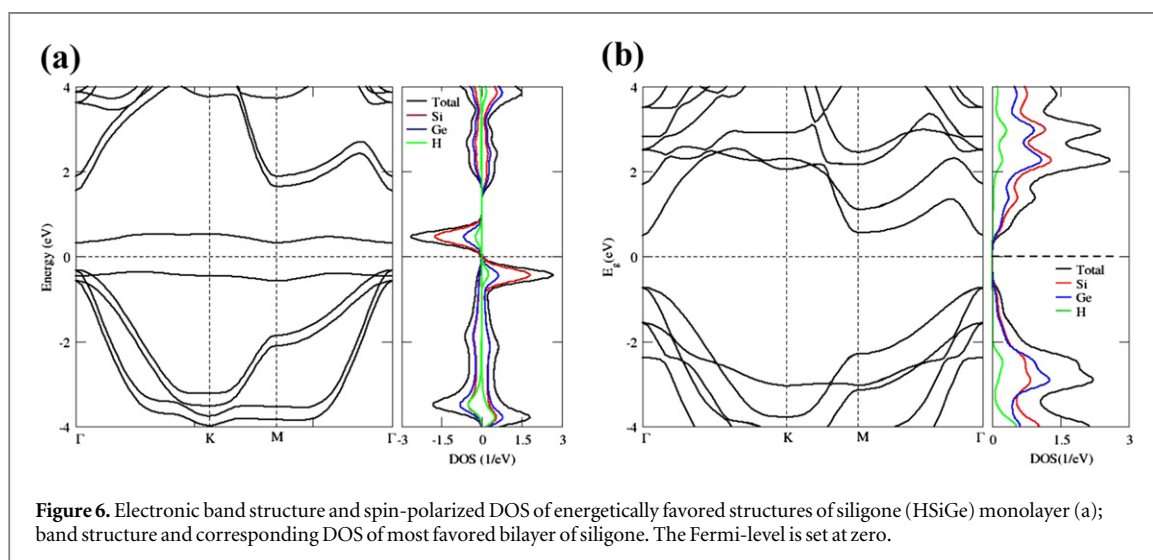 (a)
4
2
0
-2
-4
Energy (eV)
Γ
K
M
Γ
Total
Si
Ge
H
-3
-1.5
0
1.5
3
DOS (1/eV)
(b)
4
2
0
-2
-4
E_g(eV)
Γ
K
M
Γ
Total
Si
Ge
H
0
1.5
3
DOS(1/eV)
Figure 6. Electronic band structure and spin-polarized DOS of energetically favored structures of siligone (HSiGe) monolayer (a);
band structure and corresponding DOS of most favored bilayer of siligone. The Fermi-level is set at zero.